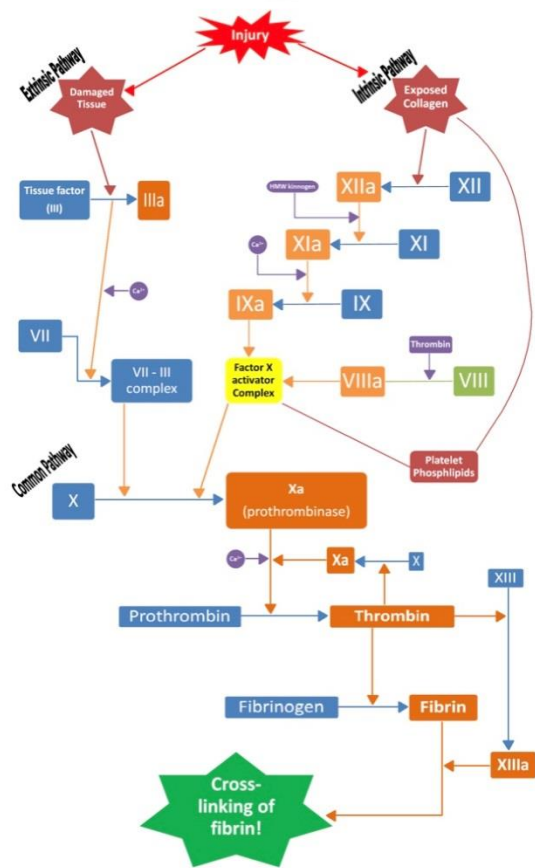 Injury
Extrinsic Pathway
Damaged
Tissue
Intrinsic Pathway
Exposed
Collagen
Tissue factor
(III)
IIIa
HMW kinnogen
XIIa
XII
Ca²⁺
XIa
XI
Ca²⁺
IXa
IX
VII
VII - III
complex
Factor X
activator
Complex
VIIIa
Thrombin
VIII
Common Pathway
X
Xa
(prothrombinase)
Platelet
Phosphlipids
Ca²⁺
Xa
X
XIII
Prothrombin
Thrombin
Fibrinogen
Fibrin
XIIIa
Cross-
linking of
fibrin!